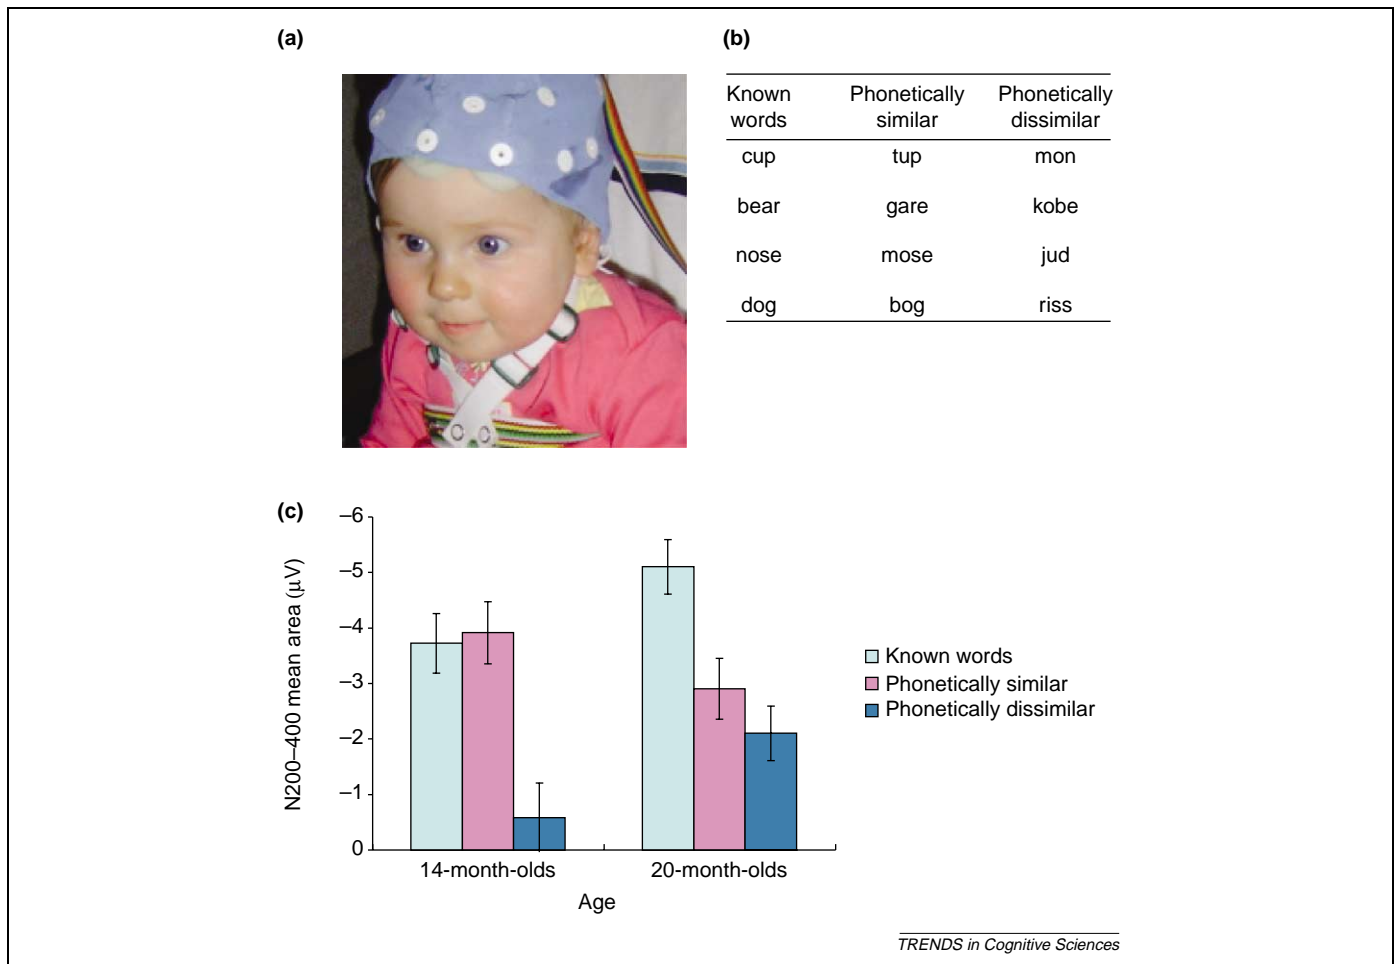 (a)
(b)
Known words
Phonetically similar
Phonetically dissimilar
cup tup mon
bear gare kobe
nose mose jud
dog bog riss
(c)
N200–400 mean area (μV)
–6
–5
–4
–3
–2
–1
0
14-month-olds 20-month-olds
Age
Known words
Phonetically similar
Phonetically dissimilar
TRENDS in Cognitive Sciences